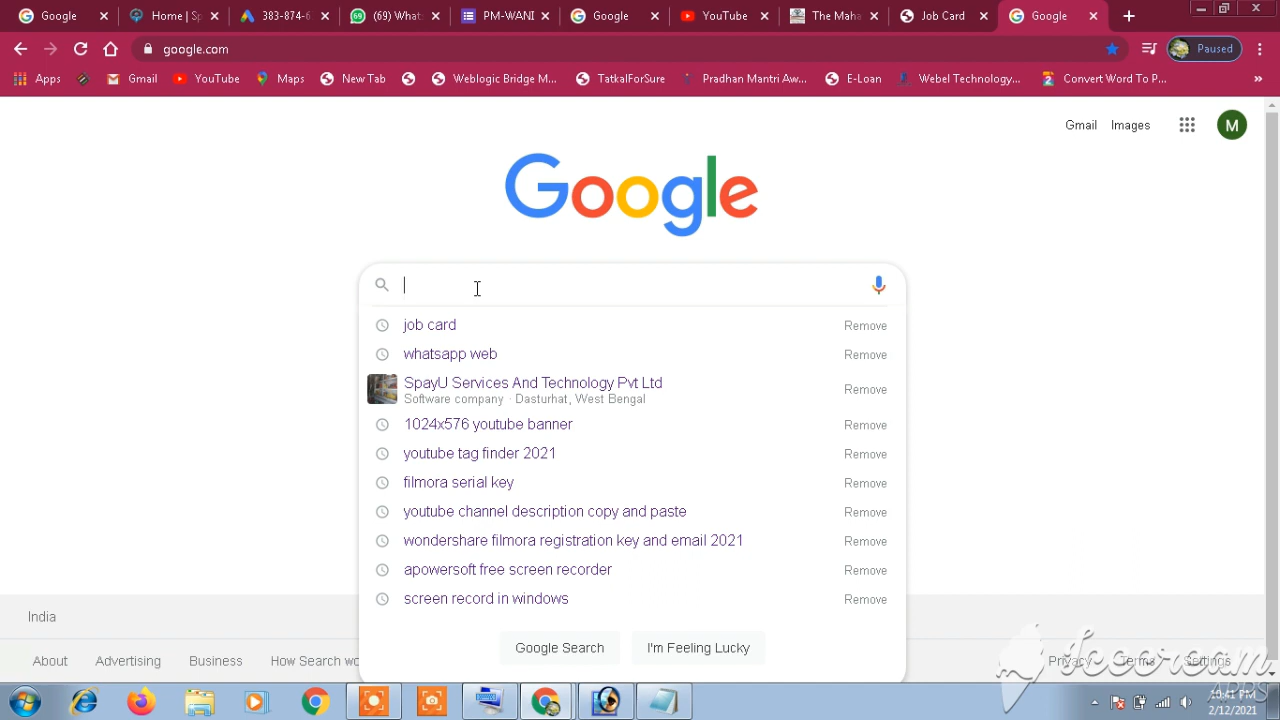 Google
Home | Sp
383-874-6
(69) What
PM-WANI
Google
YouTube
The Maha
Job Card
Google
google.com
Paused
Apps
Gmail
YouTube
Maps
New Tab
Weblogic Bridge M...
TatkalForSure
Pradhan Mantri Aw...
E-Loan
Webel Technology...
Convert Word To P...
»
Gmail
Images
M
Google
job card Remove
whatsapp web Remove
SpayU Services And Technology Pvt Ltd Remove
Software company · Dasturhat, West Bengal
1024x576 youtube banner Remove
youtube tag finder 2021 Remove
filmora serial key Remove
youtube channel description copy and paste Remove
wondershare filmora registration key and email 2021 Remove
apowersoft free screen recorder Remove
screen record in windows Remove
Google Search
I'm Feeling Lucky
India
About Advertising Business How Search wo
Privacy Terms Settings
Icecream
APPS
10:41 PM
2/12/2021